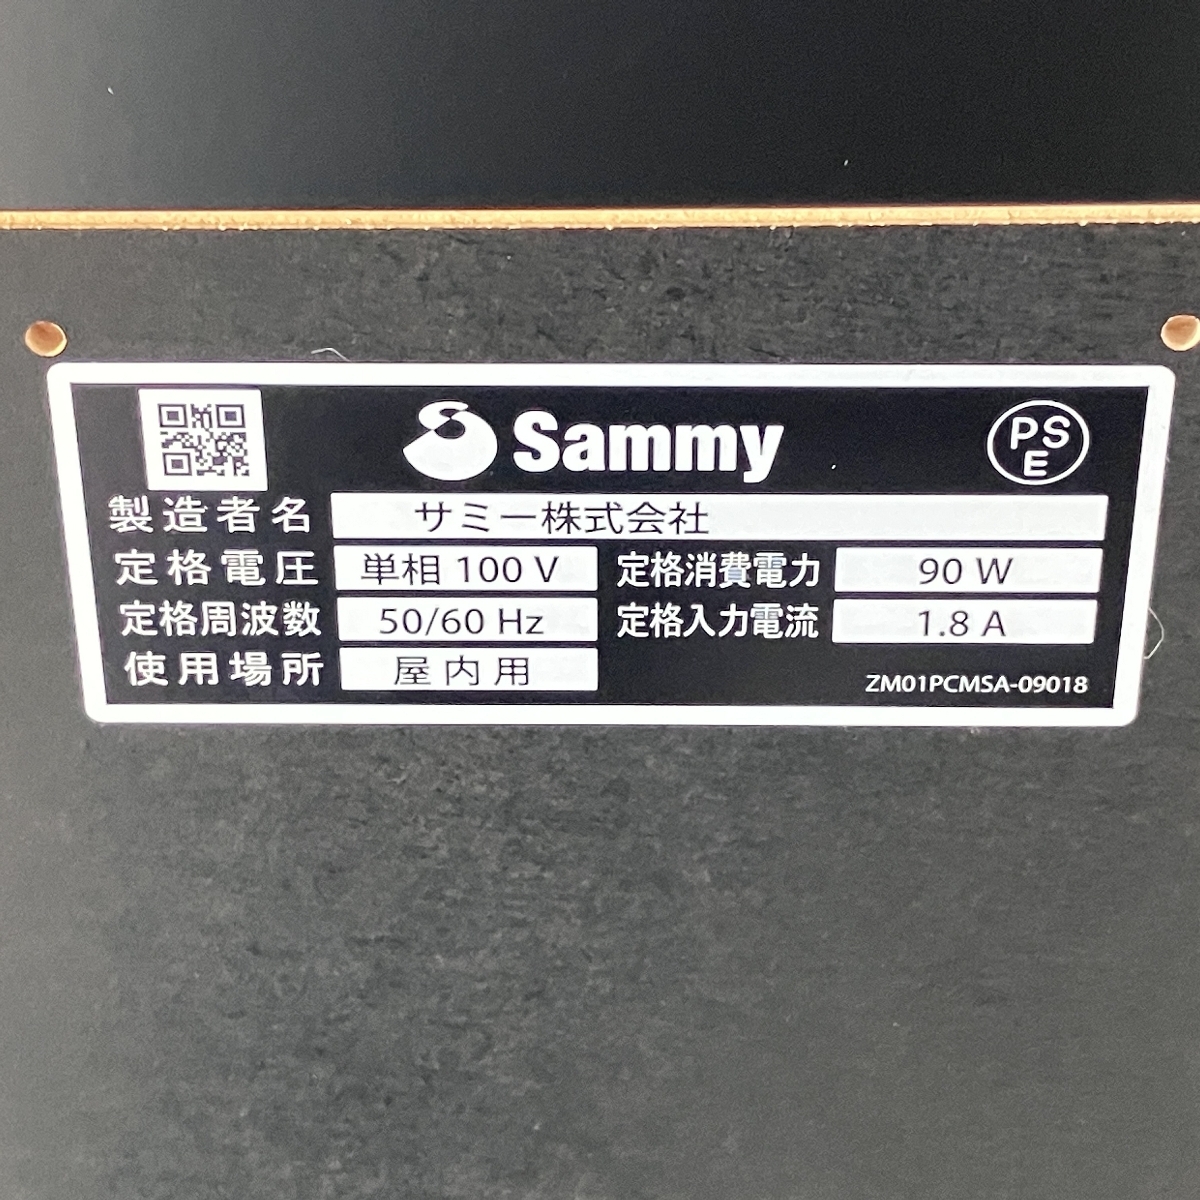 Sammy
PS
E
製造者名 サミー株式会社
定格電圧 単相 100 V 定格消費電力 90 W
定格周波数 50/60 Hz 定格入力電流 1.8 A
使用場所 屋内用
ZM01PCMSA-09018